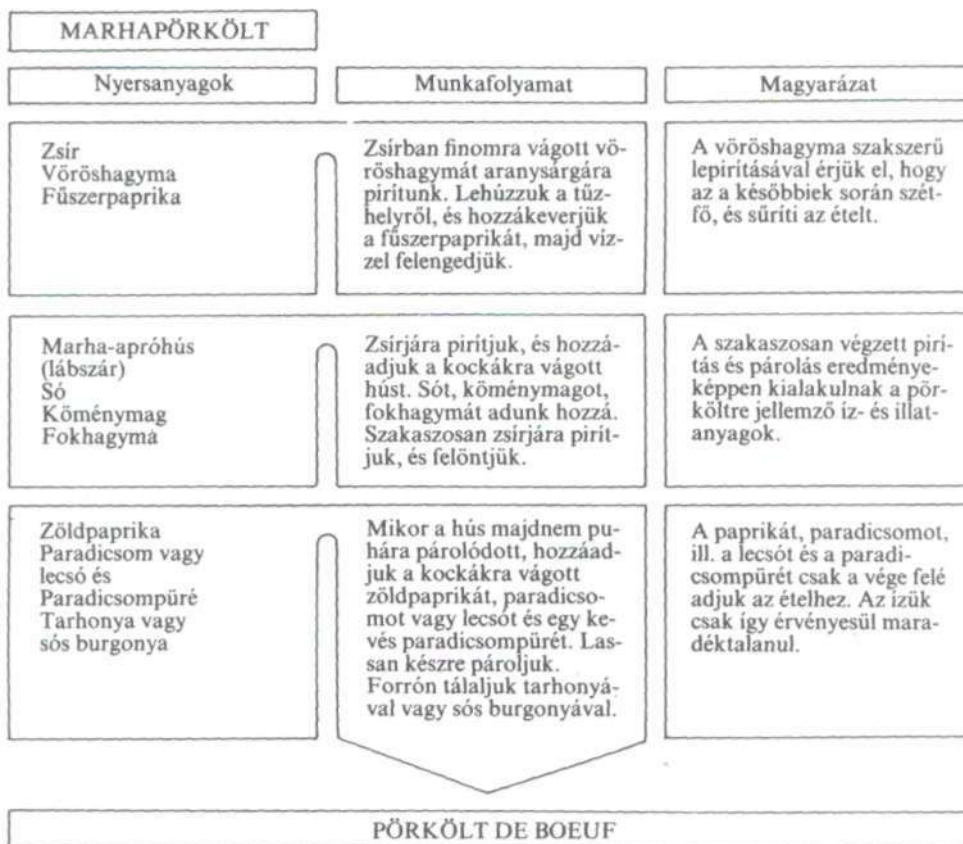 MARHAPÖRKÖLT
Nyersanyagok
Munkafolyamat
Magyarázat
Zsír
Vöröshagyma
Fűszerpaprika
Zsírban finomra vágott vö-
röshagymát aranysárgára
pirítunk. Lehúzzuk a tűz-
helyről, és hozzákeverjük
a fűszerpaprikát, majd víz-
zel felengedjük.
A vöröshagyma szakszerű
lepirításával érjük el, hogy
az a későbbiek során szét-
fő, és sűríti az ételt.
Marha-apróhús
(lábszár)
Só
Köménymag
Fokhagyma
Zsírjára pirítjuk, és hozzá-
adjuk a kockákra vágott
húst. Sót, köménymagot,
fokhagymát adunk hozzá.
Szakaszosan zsírjára pirít-
juk, és felöntjük.
A szakaszosan végzett pirí-
tás és párolás eredménye-
képpen kialakulnak a pör-
költre jellemző íz- és illat-
anyagok.
Zöldpaprika
Paradicsom vagy
lecsó és
Paradicsompüré
Tarhonya vagy
sós burgonya
Mikor a hús majdnem pu-
hára párolódott, hozzáad-
juk a kockákra vágott
zöldpaprikát, paradicso-
mot vagy lecsót és egy ke-
vés paradicsompürét. Las-
san készre pároljuk.
Forrón tálaljuk tarhonyá-
val vagy sós burgonyával.
A paprikát, paradicsomot,
ill. a lecsót és a paradi-
csompürét csak a vége felé
adjuk az ételhez. Az ízük
csak így érvényesül mara-
déktalanul.
PÖRKÖLT DE BOEUF